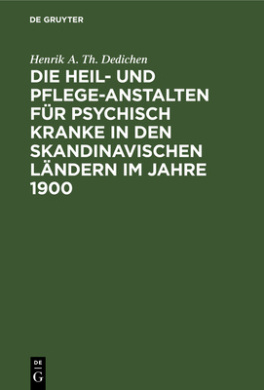 DE GRUYTER
Henrik A. Th. Dedichen
DIE HEIL- UND
PFLEGE-ANSTALTEN
FÜR PSYCHISCH
KRANKE IN DEN
SKANDINAVISCHEN
LÄNDERN IM JAHRE
1900
DE
G